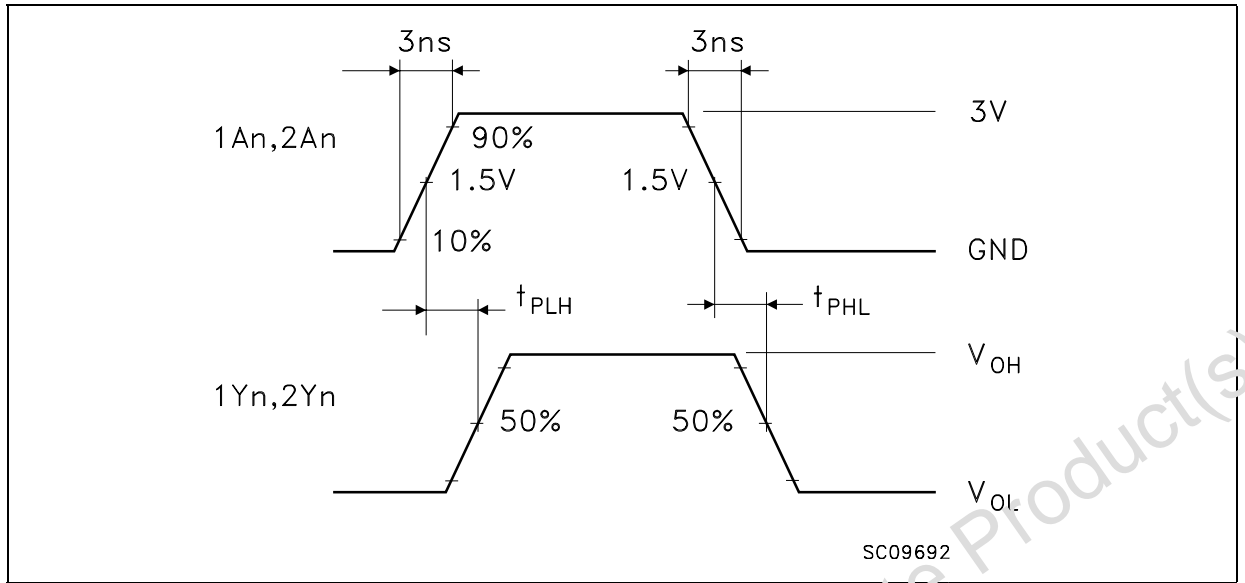 3ns 3ns
3V
1An,2An
90%
1.5V 1.5V
10%
GND
tPLH tPHL
VOH
1Yn,2Yn
50% 50%
VOL
SC09692
Product(s)